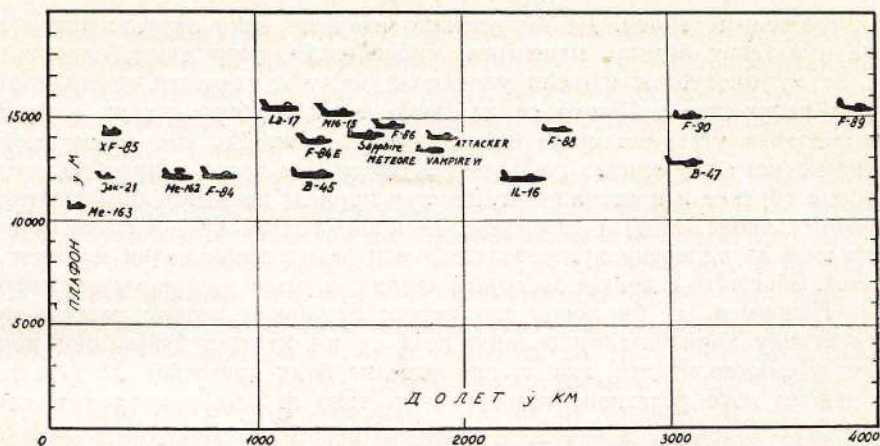 15000
10000
5000
0
ПЛАФОН У М
XF-85
Jak-21
Me-163
Me-162
F-84
La-17
MiG-15
F-84E
B-45
Sapphire
METEORE
F-86
VAMPIRE VI
ATTACKER
F-88
IL-16
F-90
B-47
F-89
ДОЛЕТ У КМ
1000
2000
3000
4000